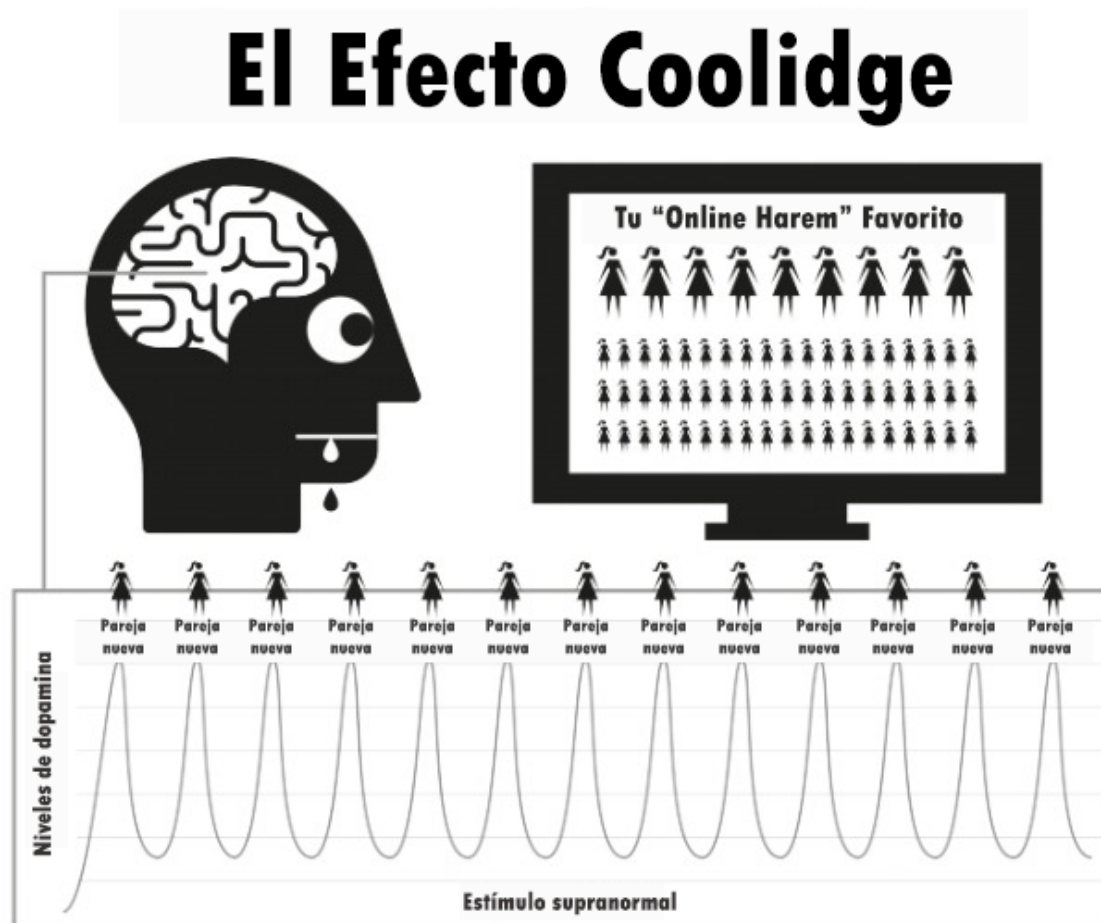 El Efecto Coolidge
Tu “Online Harem” Favorito
Pareja Pareja Pareja Pareja Pareja Pareja Pareja Pareja Pareja Pareja Pareja Pareja Pareja
nueva nueva nueva nueva nueva nueva nueva nueva nueva nueva nueva nueva nueva
Niveles de dopamina
Estímulo supranormal